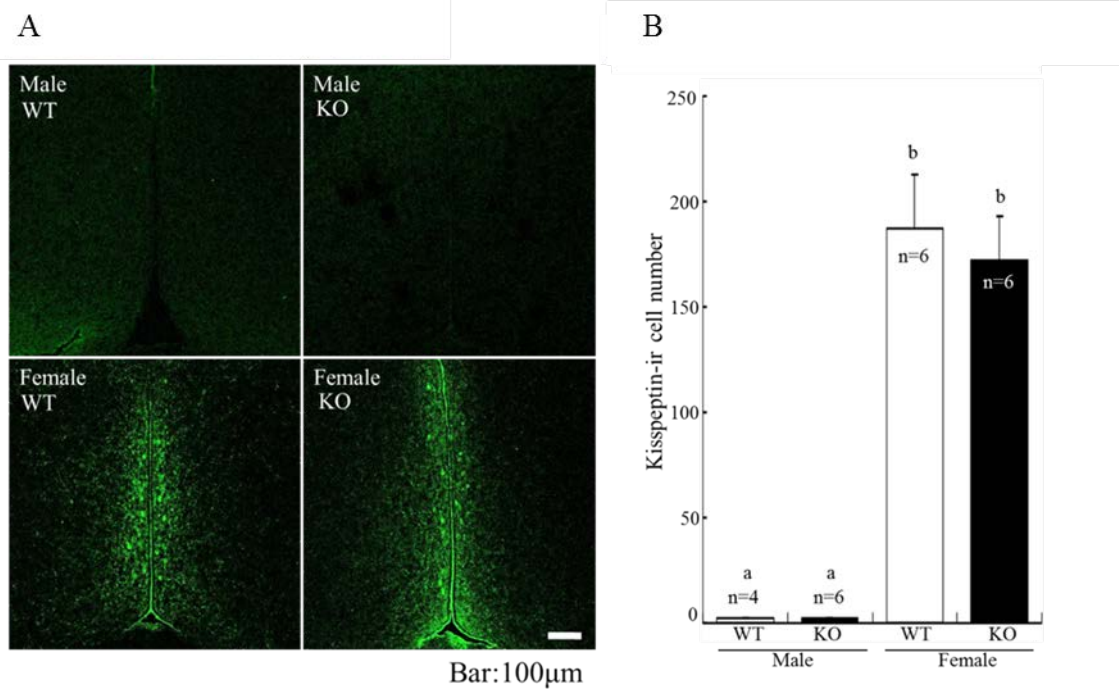 A
Male
WT
Male
KO
Female
WT
Female
KO
Bar:100μm
B
Kisspeptin-ir cell number
250
200
150
100
50
0
a
n=4
a
n=6
b
n=6
b
n=6
WT
KO
WT
KO
Male
Female